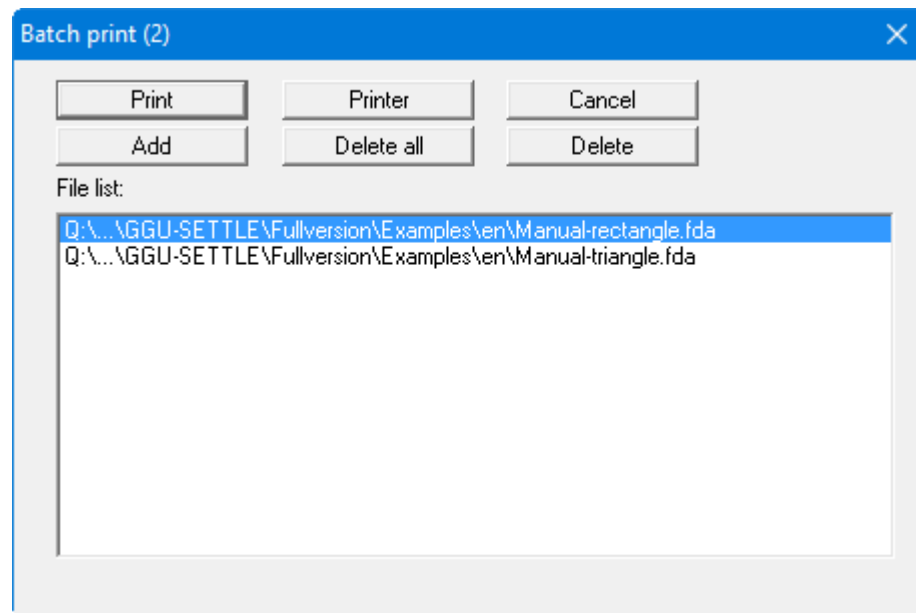 Batch print (2)
Print Printer Cancel
Add Delete all Delete
File list:
Q:\...\GGU-SETTLE\Fullversion\Examples\en\Manual-rectangle.fda
Q:\...\GGU-SETTLE\Fullversion\Examples\en\Manual-triangle.fda